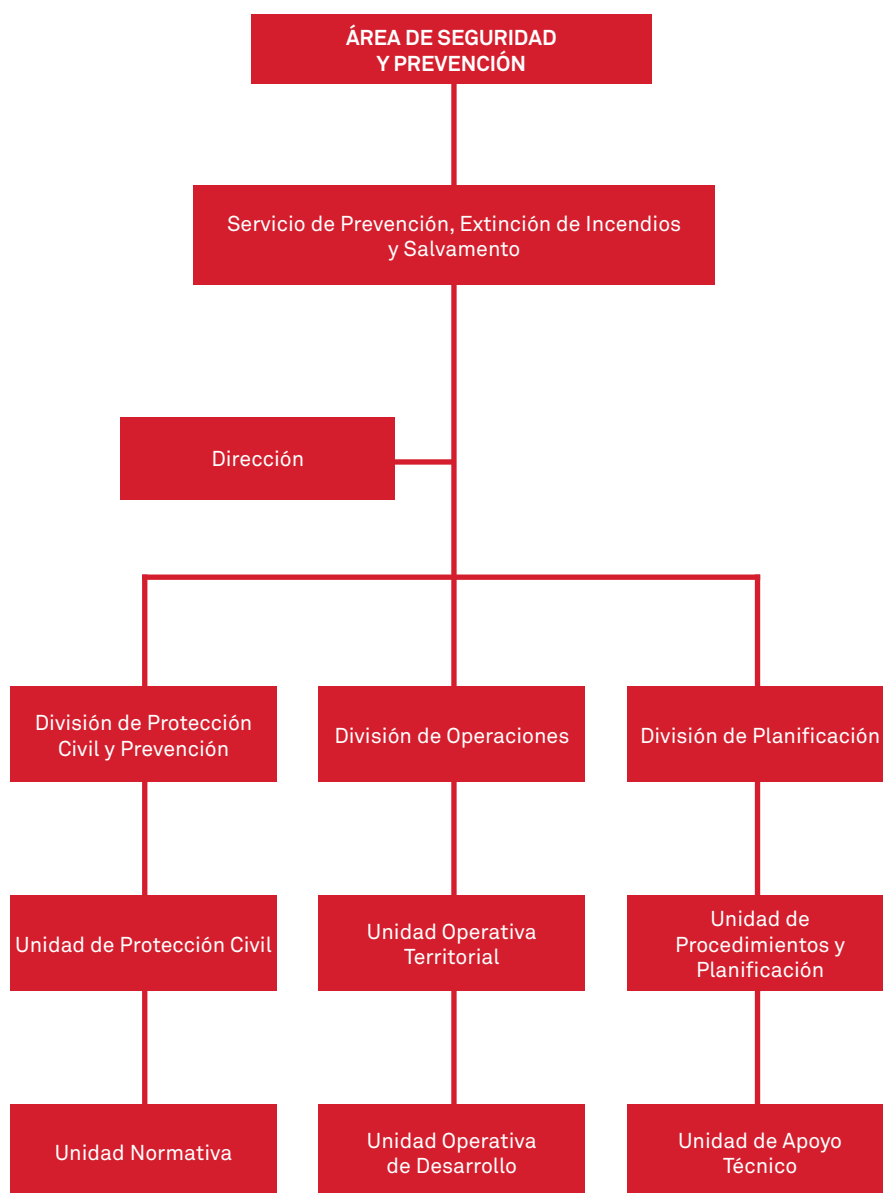 ÁREA DE SEGURIDAD
Y PREVENCIÓN
Servicio de Prevención, Extinción de Incendios
y Salvamento
Dirección
División de Protección
Civil y Prevención
División de Operaciones
División de Planificación
Unidad de Protección Civil
Unidad Operativa
Territorial
Unidad de
Procedimientos y
Planificación
Unidad Normativa
Unidad Operativa
de Desarrollo
Unidad de Apoyo
Técnico